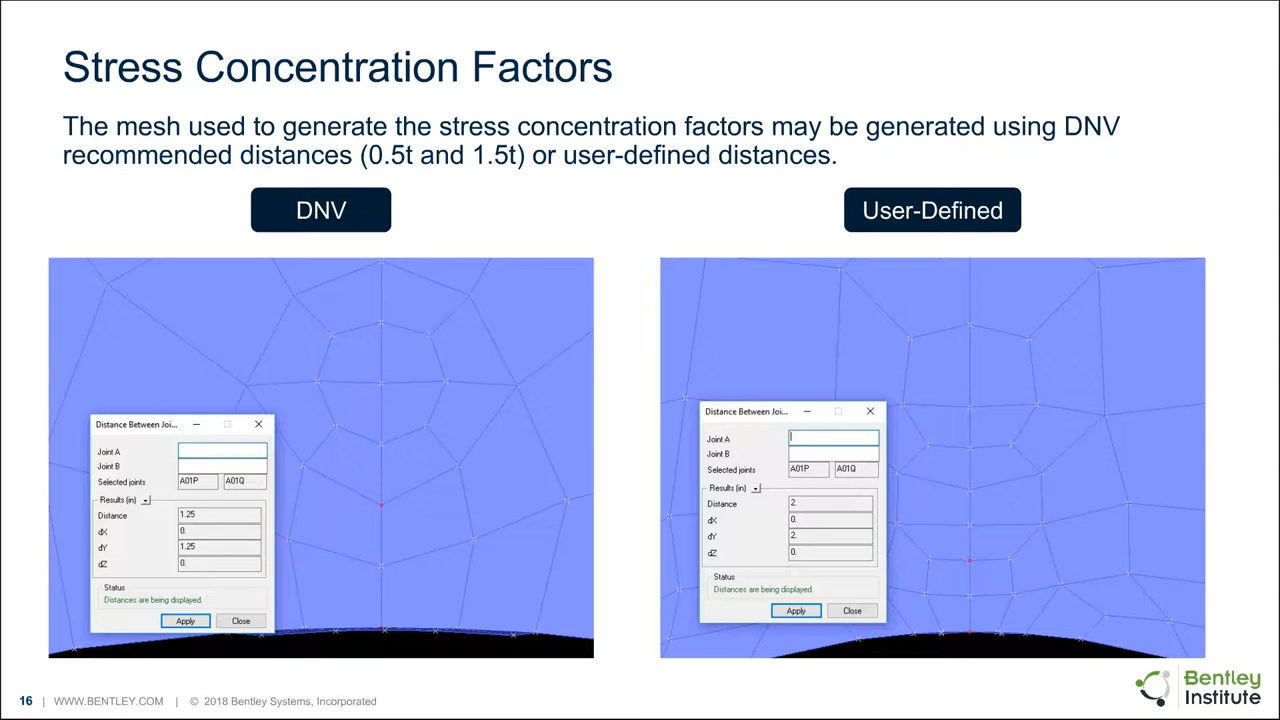 Stress Concentration Factors
The mesh used to generate the stress concentration factors may be generated using DNV
recommended distances (0.5t and 1.5t) or user-defined distances.
DNV
User-Defined
Distance Between Joi...
Joint A
Joint B
Selected joints A01P A01Q
Results (in)
Distance 1.25
dX 0.
dY 1.25
dZ 0.
Status
Distances are being displayed.
Apply Close
Distance Between Joi...
Joint A
Joint B
Selected joints A01P A01Q
Results (in)
Distance 2.
dX 0.
dY 2.
dZ 0.
Status
Distances are being displayed.
Apply Close
16 | WWW.BENTLEY.COM | © 2018 Bentley Systems, Incorporated
Bentley
Institute